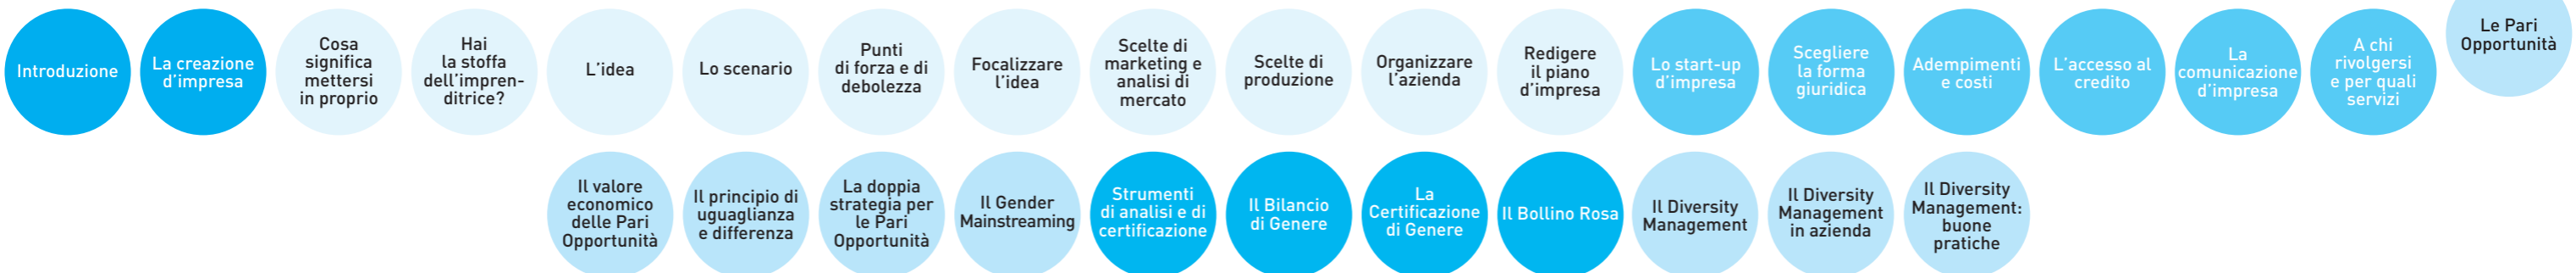 Introduzione
La creazione
d'impresa
Cosa
significa
mettersi
in proprio
Hai
la stoffa
dell'impren-
ditrice?
L'idea
Lo scenario
Punti
di forza e di
debolezza
Focalizzare
l'idea
Scelte di
marketing e
analisi di
mercato
Scelte di
produzione
Organizzare
l'azienda
Redigere
il piano
d'impresa
Lo start-up
d'impresa
Scegliere
la forma
giuridica
Adempimenti
e costi
L'accesso al
credito
La
comunicazione
d'impresa
A chi
rivolgersi
e per quali
servizi
Le Pari
Opportunità
Il valore
economico
delle Pari
Opportunità
Il principio di
uguaglianza
e differenza
La doppia
strategia per
le Pari
Opportunità
Il Gender
Mainstreaming
Strumenti
di analisi e di
certificazione
Il Bilancio
di Genere
La
Certificazione
di Genere
Il Bollino Rosa
Il Diversity
Management
Il Diversity
Management
in azienda
Il Diversity
Management:
buone
pratiche